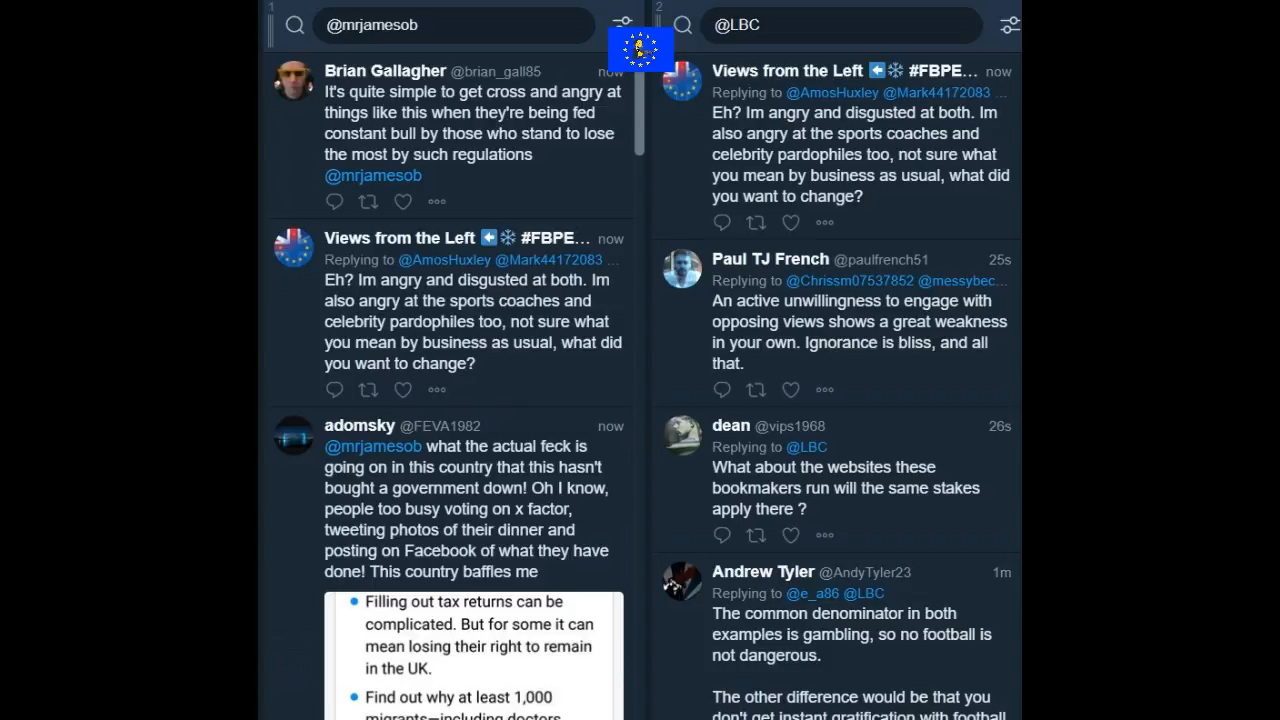 1
@mrjamesob
Brian Gallagher @brian_gall85 now
It's quite simple to get cross and angry at
things like this when they're being fed
constant bull by those who stand to lose
the most by such regulations
@mrjamesob
Views from the Left ⬅️❄️ #FBPE... now
Replying to @AmosHuxley @Mark44172083 ...
Eh? Im angry and disgusted at both. Im
also angry at the sports coaches and
celebrity pardophiles too, not sure what
you mean by business as usual, what did
you want to change?
adomsky @FEVA1982 now
@mrjamesob what the actual feck is
going on in this country that this hasn't
bought a government down! Oh I know,
people too busy voting on x factor,
tweeting photos of their dinner and
posting on Facebook of what they have
done! This country baffles me
Filling out tax returns can be
complicated. But for some it can
mean losing their right to remain
in the UK.
Find out why at least 1,000
migrants—including doctors
2
@LBC
Views from the Left ⬅️❄️ #FBPE... now
Replying to @AmosHuxley @Mark44172083 ...
Eh? Im angry and disgusted at both. Im
also angry at the sports coaches and
celebrity pardophiles too, not sure what
you mean by business as usual, what did
you want to change?
Paul TJ French @paulfrench51 25s
Replying to @Chrissm07537852 @messybec...
An active unwillingness to engage with
opposing views shows a great weakness
in your own. Ignorance is bliss, and all
that.
dean @vips1968 26s
Replying to @LBC
What about the websites these
bookmakers run will the same stakes
apply there ?
Andrew Tyler @AndyTyler23 1m
Replying to @e_a86 @LBC
The common denominator in both
examples is gambling, so no football is
not dangerous.
The other difference would be that you
don't get instant gratification with football